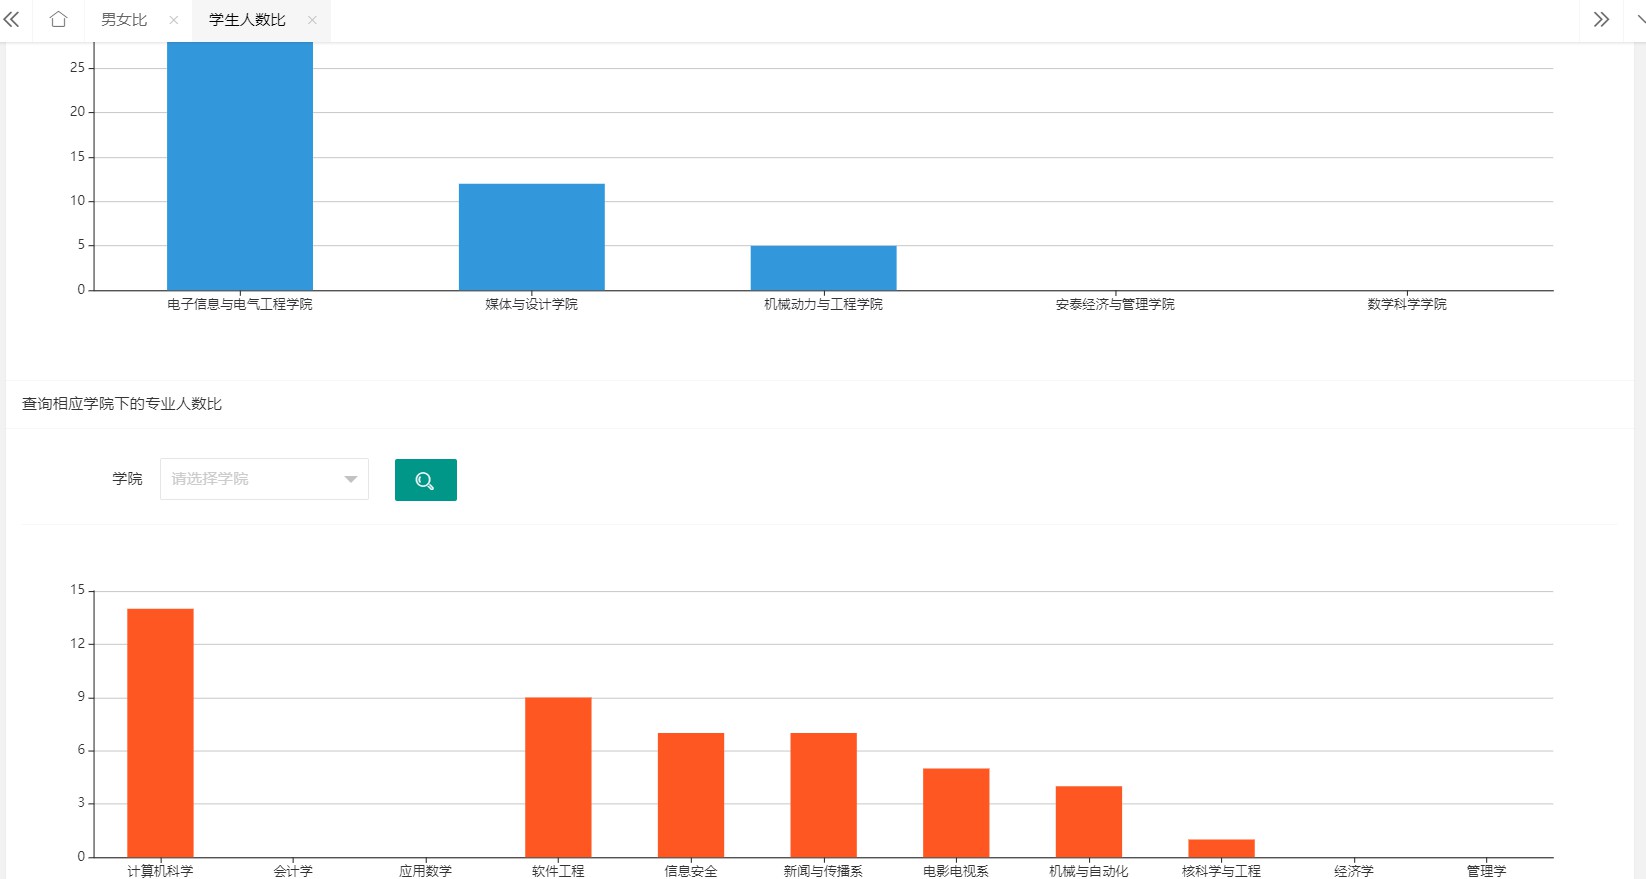 男女比 学生人数比
25
20
15
10
5
0
电子信息与电气工程学院 媒体与设计学院 机械动力与工程学院 安泰经济与管理学院 数学科学学院
查询相应学院下的专业人数比
学院 请选择学院
15
12
9
6
3
0
计算机科学 会计学 应用数学 软件工程 信息安全 新闻与传播系 电影电视系 机械与自动化 核科学与工程 经济学 管理学